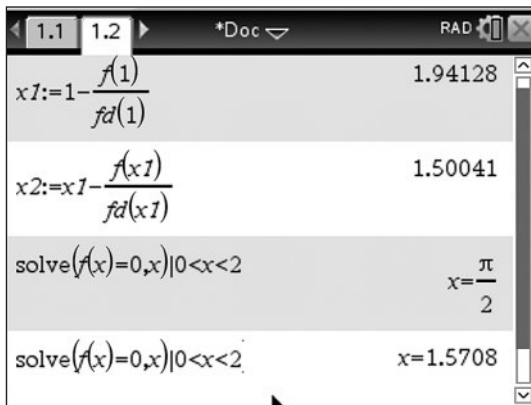 1.1 1.2 *Doc RAD
x1:=1-f(1)/fd(1) 1.94128
x2:=x1-f(x1)/fd(x1) 1.50041
solve(f(x)=0,x)|0<x<2 x=π/2
solve(f(x)=0,x)|0<x<2 x=1.5708